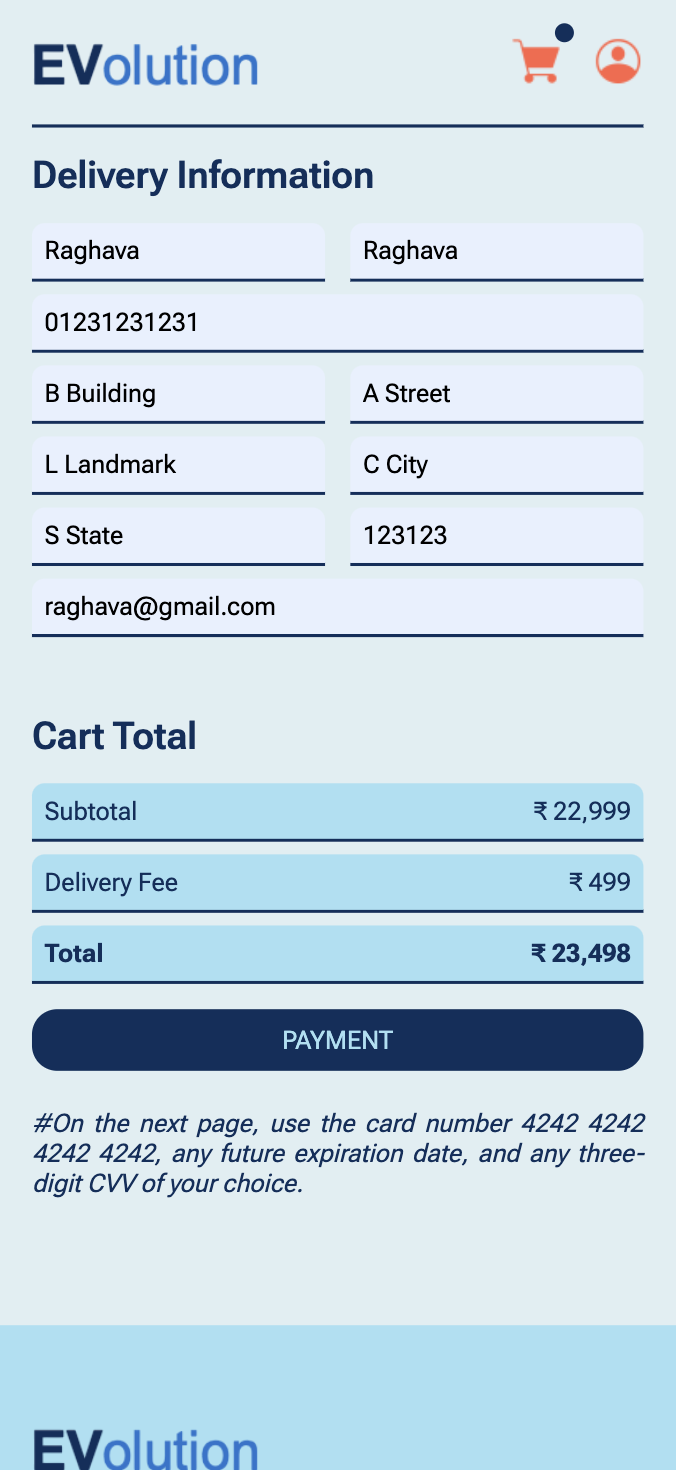 EVolution
Delivery Information
Raghava Raghava
01231231231
B Building A Street
L Landmark C City
S State 123123
raghava@gmail.com
Cart Total
Subtotal ₹ 22,999
Delivery Fee ₹ 499
Total ₹ 23,498
PAYMENT
#On the next page, use the card number 4242 4242
4242 4242, any future expiration date, and any three-
digit CVV of your choice.
EVolution